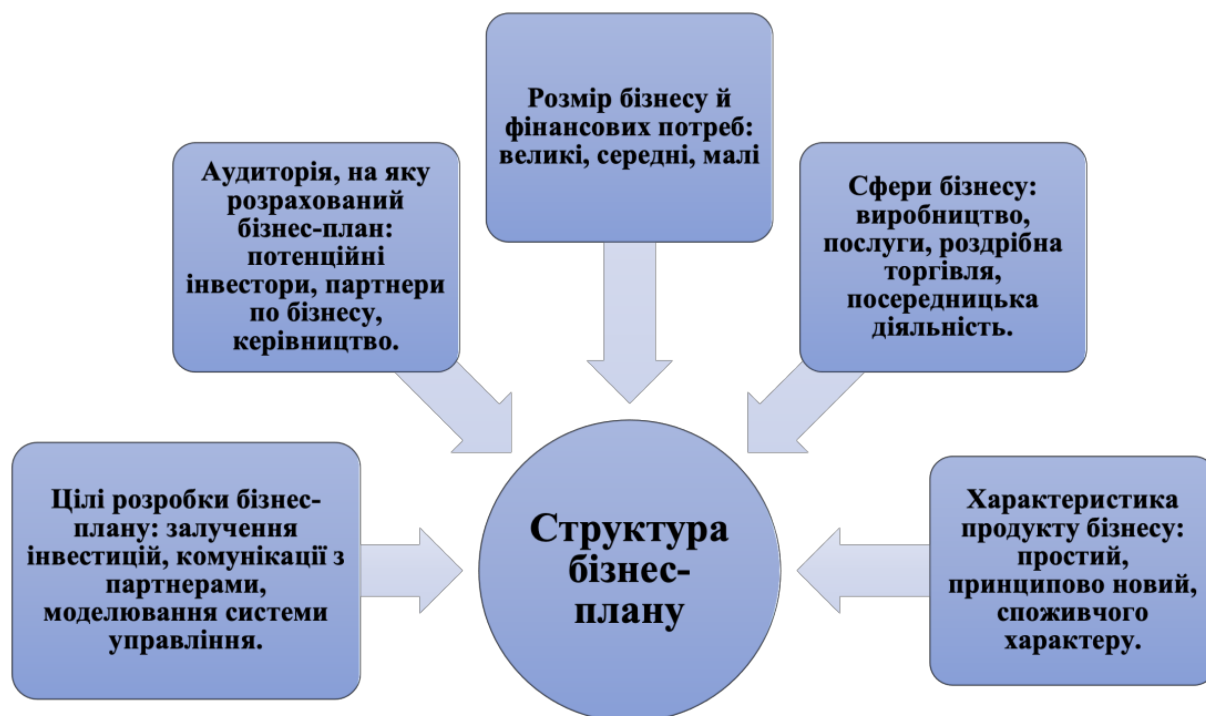 Розмір бізнесу й
фінансових потреб:
великі, середні, малі
Аудиторія, на яку
розрахований
бізнес-план:
потенційні
інвестори, партнери
по бізнесу,
керівництво.
Сфери бізнесу:
виробництво,
послуги, роздрібна
торгівля,
посередницька
діяльність.
Цілі розробки бізнес-
плану: залучення
інвестицій, комунікації з
партнерами,
моделювання системи
управління.
Структура
бізнес-
плану
Характеристика
продукту бізнесу:
простий,
принципово новий,
споживчого
характеру.